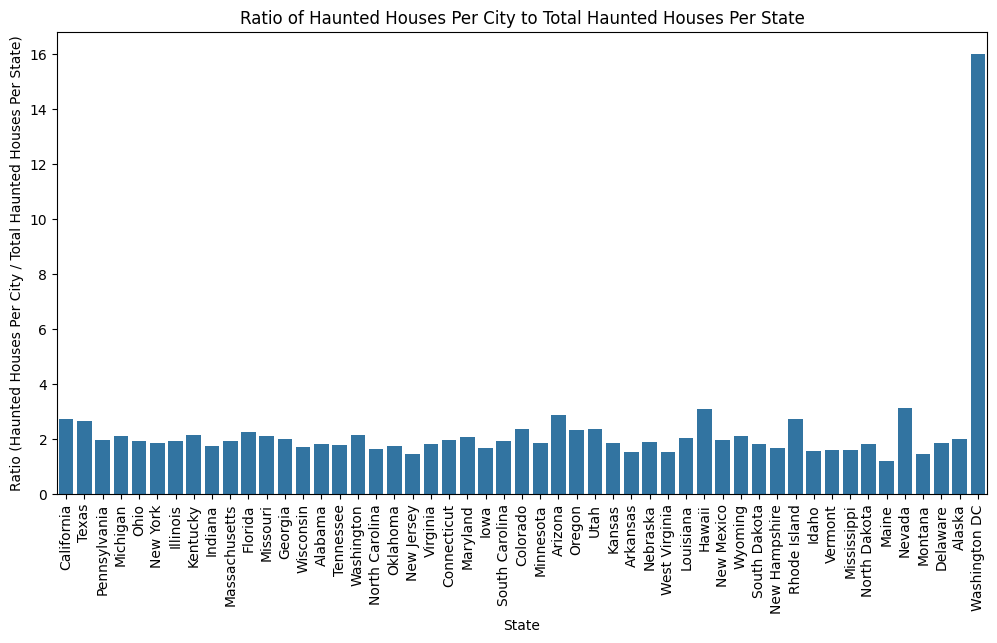 Ratio of Haunted Houses Per City to Total Haunted Houses Per State
Ratio (Haunted Houses Per City / Total Haunted Houses Per State)
16
14
12
10
8
6
4
2
0
California
Texas
Pennsylvania
Michigan
Ohio
New York
Illinois
Kentucky
Indiana
Massachusetts
Florida
Missouri
Georgia
Wisconsin
Alabama
Tennessee
Washington
North Carolina
Oklahoma
New Jersey
Virginia
Connecticut
Maryland
Iowa
South Carolina
Colorado
Minnesota
Arizona
Oregon
Utah
Kansas
Arkansas
Nebraska
West Virginia
Louisiana
Hawaii
New Mexico
Wyoming
South Dakota
New Hampshire
Rhode Island
Idaho
Vermont
Mississippi
North Dakota
Maine
Nevada
Montana
Delaware
Alaska
Washington DC
State